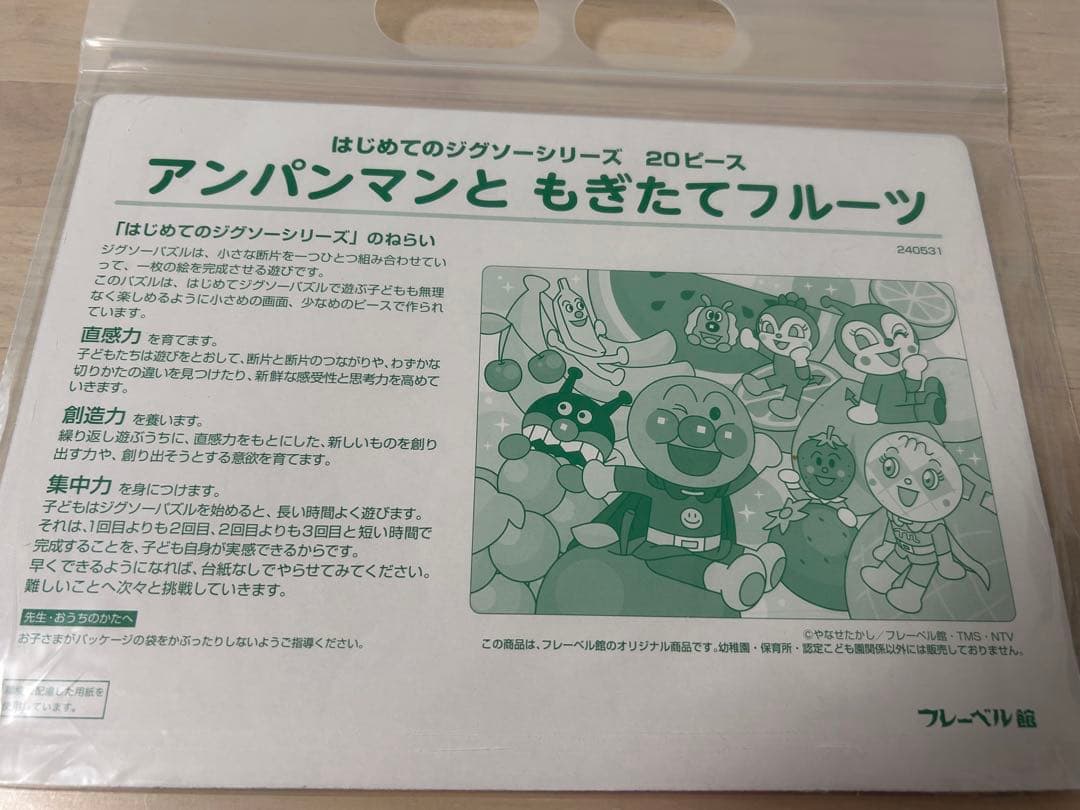 はじめてのジグソーシリーズ 20ピース
アンパンマンと もぎたてフルーツ
240531
「はじめてのジグソーシリーズ」のねらい
ジグソーパズルは、小さな断片を一つひとつ組み合わせてい
って、一枚の絵を完成させる遊びです。
このパズルは、はじめてジグソーパズルで遊ぶ子どもも無理
なく楽しめるように小さめの画面、少なめのピースで作られ
ています。
直感力 を育てます。
子どもたちは遊びをとおして、断片と断片のつながりや、わずかな
切りかたの違いを見つけたり、新鮮な感受性と思考力を高めて
いきます。
創造力 を養います。
繰り返し遊ぶうちに、直感力をもとにした、新しいものを創り
出す力や、創り出そうとする意欲を育てます。
集中力 を身につけます。
子どもはジグソーパズルを始めると、長い時間よく遊びます。
それは、1回目よりも2回目、2回目よりも3回目と短い時間で
完成することを、子ども自身が実感できるからです。
早くできるようになれば、台紙なしでやらせてみてください。
難しいことへ次々と挑戦していきます。
先生・おうちのかたへ
お子さまがパッケージの袋をかぶったりしないようご指導ください。
配慮した用紙を
使用しています。
©やなせたかし/フレーベル館・TMS・NTV
この商品は、フレーベル館のオリジナル商品です。幼稚園・保育所・認定こども園関係以外には販売しておりません。
フレーベル館